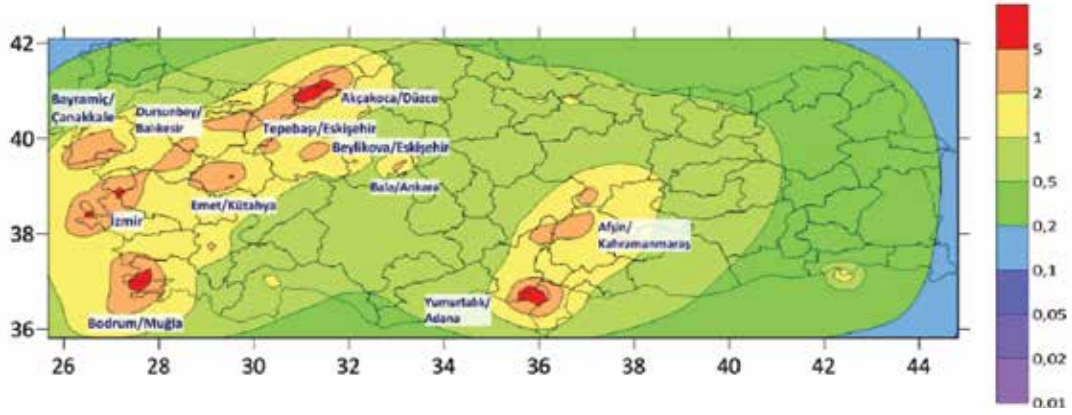 42
40
38
36
26
28
30
32
34
36
38
40
42
44
Bayramiç/
Çanakkale
Dursunbey/
Balıkesir
Akçakoca/Düzce
Tepebaşı/Eskişehir
Beylikova/Eskişehir
Bala/Ankara
Emet/Kütahya
İzmir
Afşin/
Kahramanmaraş
Yumurtalık/
Adana
Bodrum/Muğla
5
2
1
0,5
0,2
0,1
0,05
0,02
0,01